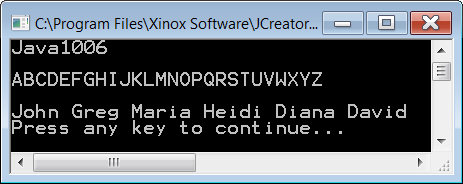 C:\Program Files\Xinox Software\JCreator...
Java1006
ABCDEFGHIJKLMNOPQRSTUVWXYZ
John Greg Maria Heidi Diana David
Press any key to continue...